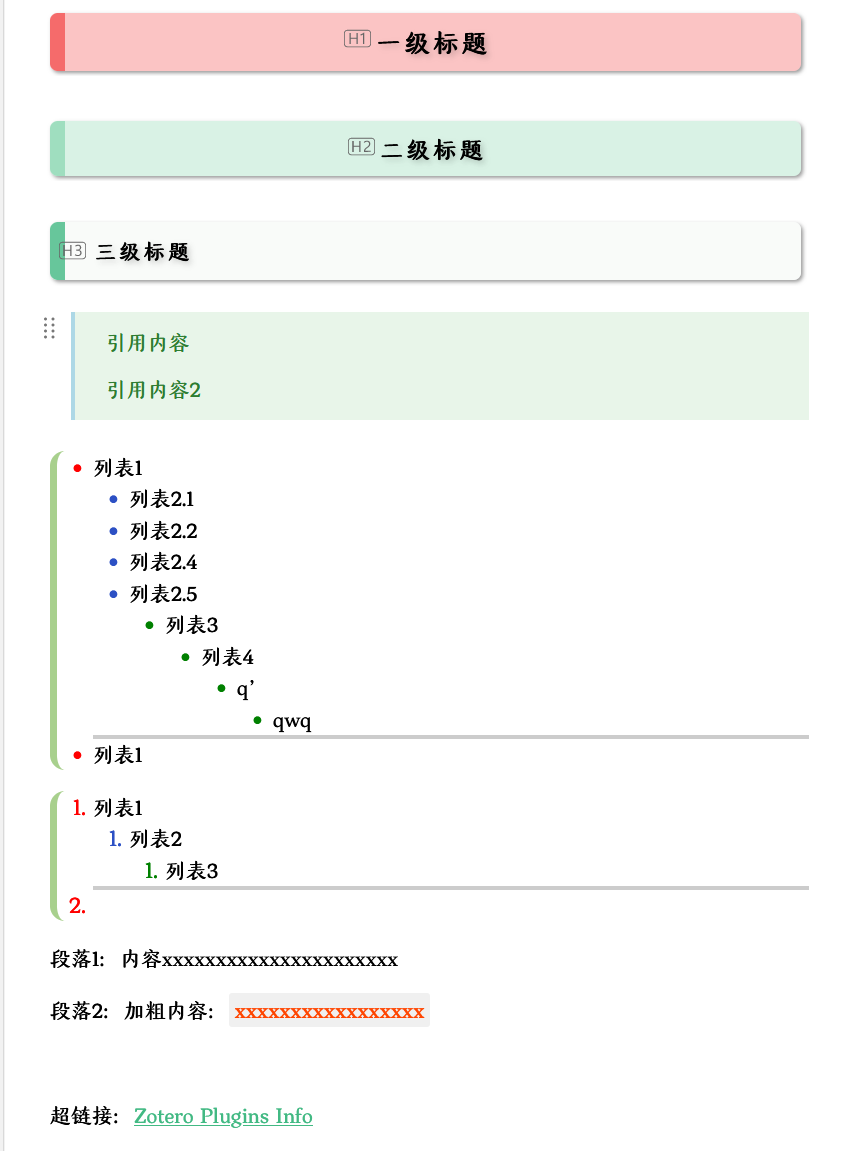 H1 一级标题
H2 二级标题
H3 三级标题
引用内容
引用内容2
列表1
列表2.1
列表2.2
列表2.4
列表2.5
列表3
列表4
q’
qwq
列表1
1. 列表1
1. 列表2
1. 列表3
2.
段落1: 内容xxxxxxxxxxxxxxxxxxxxxx
段落2: 加粗内容: xxxxxxxxxxxxxxxxx
超链接: Zotero Plugins Info